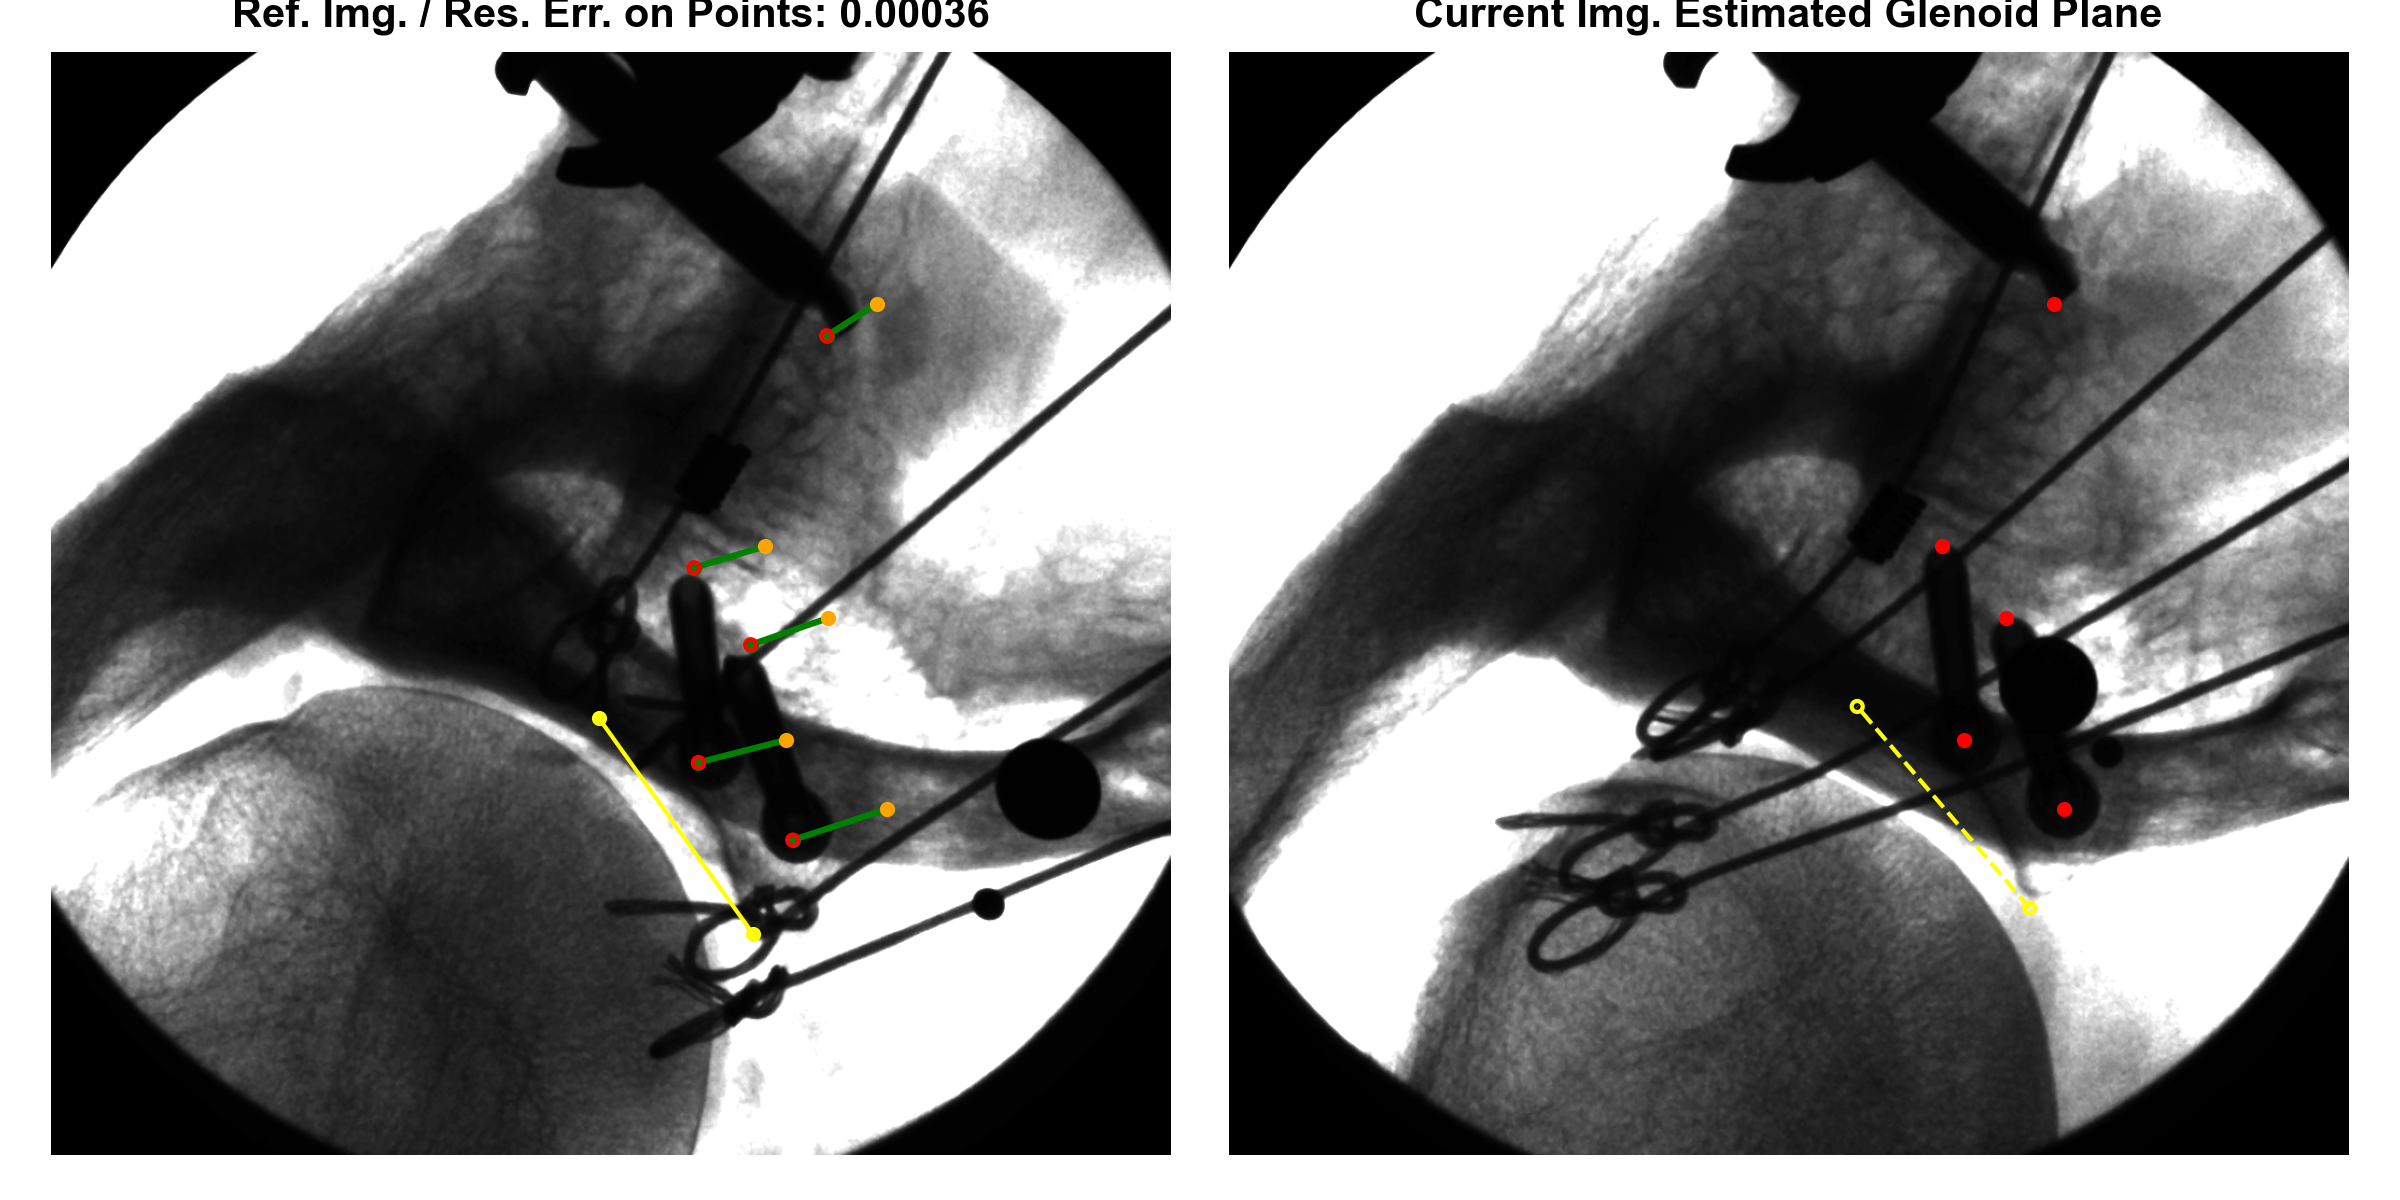 Ref. Img. / Res. Err. on Points: 0.00036
Current Img. Estimated Glenoid Plane